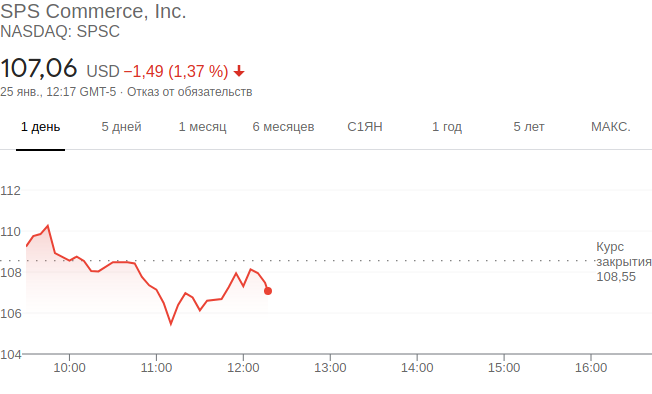 SPS Commerce, Inc.
NASDAQ: SPSC
107,06 USD −1,49 (1,37 %)
25 янв., 12:17 GMT-5 · Отказ от обязательств
1 день 5 дней 1 месяц 6 месяцев С1ЯН 1 год 5 лет МАКС.
112
110
Курс
закрытия
108,55
108
106
104
10:00 11:00 12:00 13:00 14:00 15:00 16:00